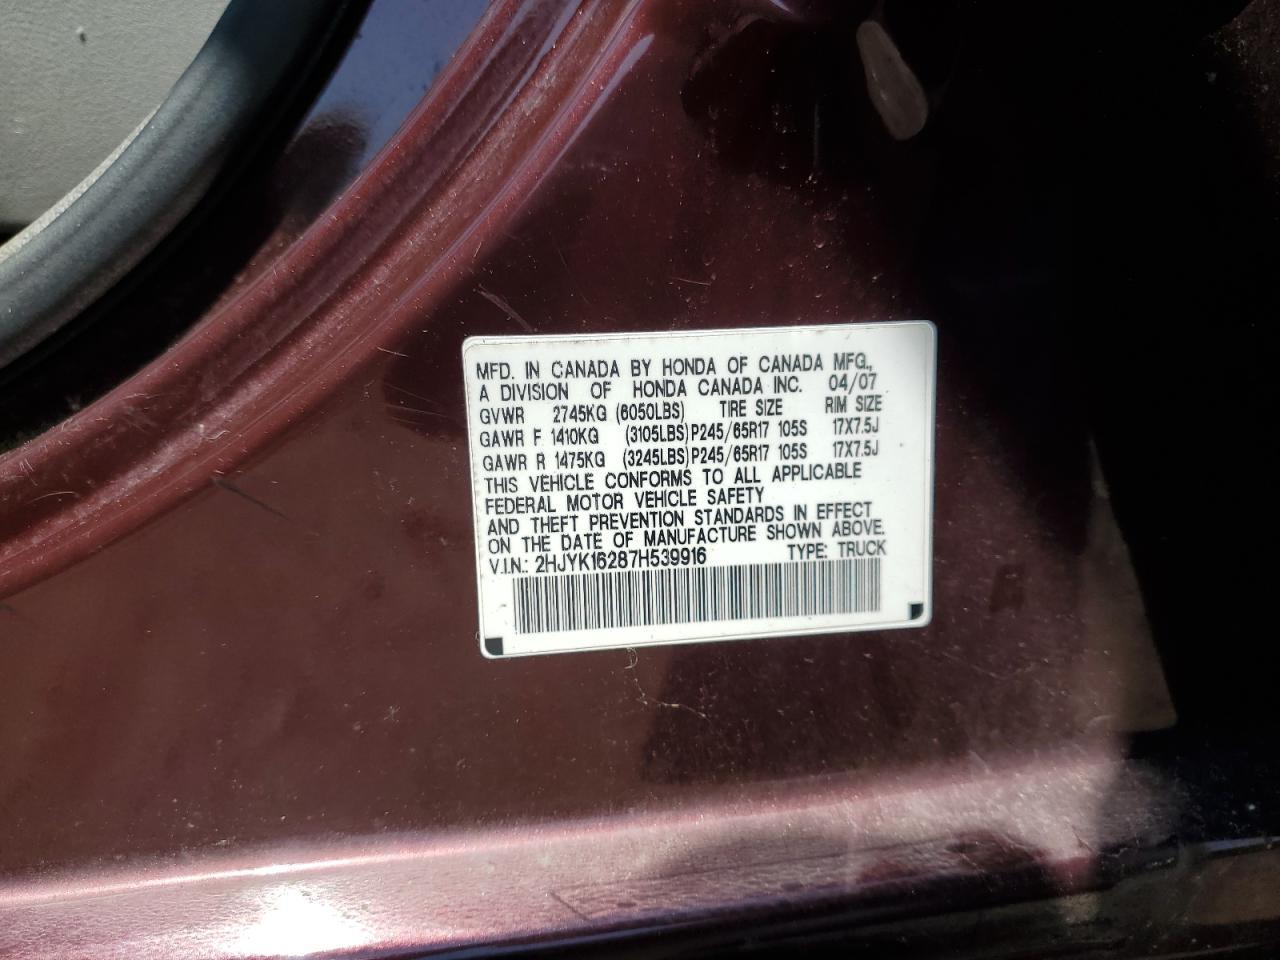 MFD. IN CANADA BY HONDA OF CANADA MFG.,
A DIVISION OF HONDA CANADA INC. 04/07
GVWR 2745KG (6050LBS) TIRE SIZE RIM SIZE
GAWR F 1410KG (3105LBS) P245/65R17 105S 17X7.5J
GAWR R 1475KG (3245LBS) P245/65R17 105S 17X7.5J
THIS VEHICLE CONFORMS TO ALL APPLICABLE
FEDERAL MOTOR VEHICLE SAFETY
AND THEFT PREVENTION STANDARDS IN EFFECT
ON THE DATE OF MANUFACTURE SHOWN ABOVE.
V.I.N.: 2HJYK16287H539916 TYPE: TRUCK